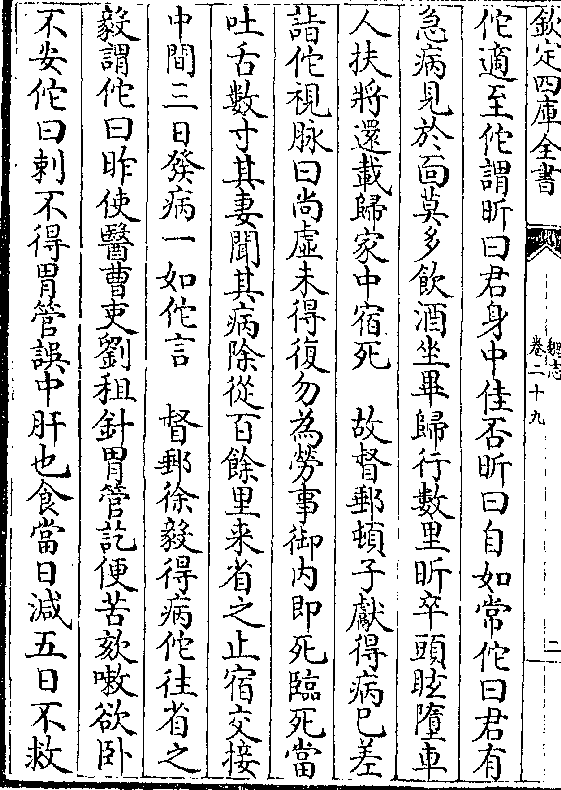 欽定四庫全書
魏志
卷二十九
二
佗適至佗謂昕曰君身中佳否昕曰自如常佗曰君有
急病見於面莫多飲酒坐畢歸行數里昕卒頭眩墮車
人扶將還載歸家中宿死　故督郵頓子獻得病已差
詣佗視脉曰尚虛未得復勿為勞事御内即死臨死當
吐舌數寸其妻聞其病除從百餘里来省之止宿交接
中間三日發病一如佗言　督郵徐毅得病佗往省之
毅謂佗曰昨使醫曹吏劉租針胃管訖便苦欬嗽欲卧
不安佗曰刺不得胃管誤中肝也食當日減五日不救